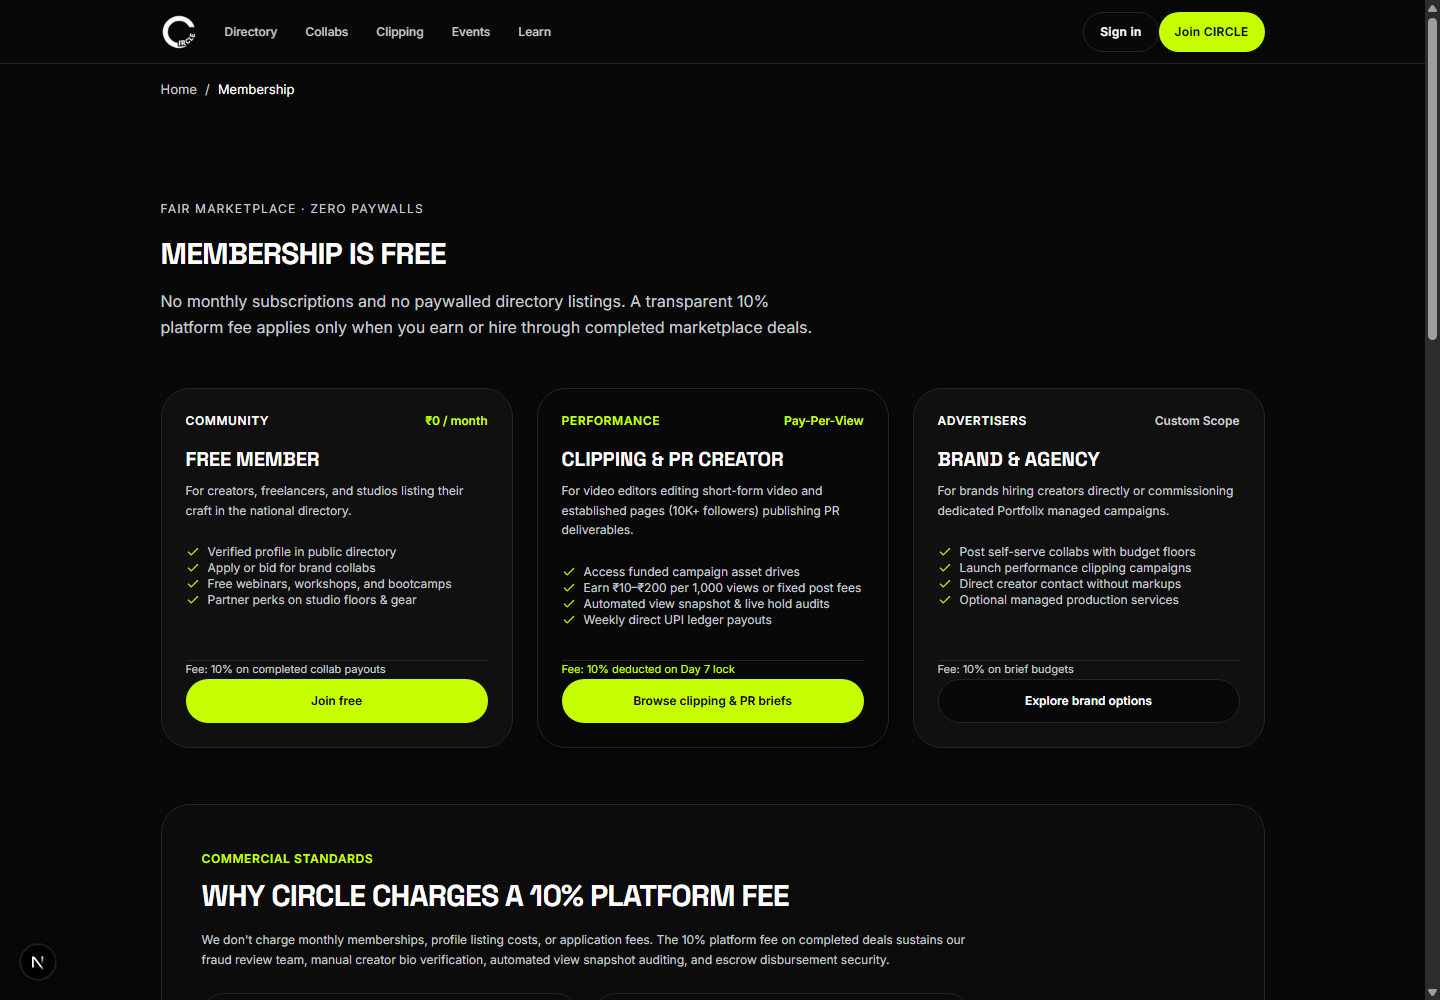 CIRCLE
Directory
Collabs
Clipping
Events
Learn
Sign in
Join CIRCLE
Home / Membership
FAIR MARKETPLACE · ZERO PAYWALLS
MEMBERSHIP IS FREE
No monthly subscriptions and no paywalled directory listings. A transparent 10%
platform fee applies only when you earn or hire through completed marketplace deals.
COMMUNITY
₹0 / month
FREE MEMBER
For creators, freelancers, and studios listing their
craft in the national directory.
Verified profile in public directory
Apply or bid for brand collabs
Free webinars, workshops, and bootcamps
Partner perks on studio floors & gear
Fee: 10% on completed collab payouts
Join free
PERFORMANCE
Pay-Per-View
CLIPPING & PR CREATOR
For video editors editing short-form video and
established pages (10K+ followers) publishing PR
deliverables.
Access funded campaign asset drives
Earn ₹10–₹200 per 1,000 views or fixed post fees
Automated view snapshot & live hold audits
Weekly direct UPI ledger payouts
Fee: 10% deducted on Day 7 lock
Browse clipping & PR briefs
ADVERTISERS
Custom Scope
BRAND & AGENCY
For brands hiring creators directly or commissioning
dedicated Portfolix managed campaigns.
Post self-serve collabs with budget floors
Launch performance clipping campaigns
Direct creator contact without markups
Optional managed production services
Fee: 10% on brief budgets
Explore brand options
COMMERCIAL STANDARDS
WHY CIRCLE CHARGES A 10% PLATFORM FEE
We don't charge monthly memberships, profile listing costs, or application fees. The 10% platform fee on completed deals sustains our
fraud review team, manual creator bio verification, automated view snapshot auditing, and escrow disbursement security.
N